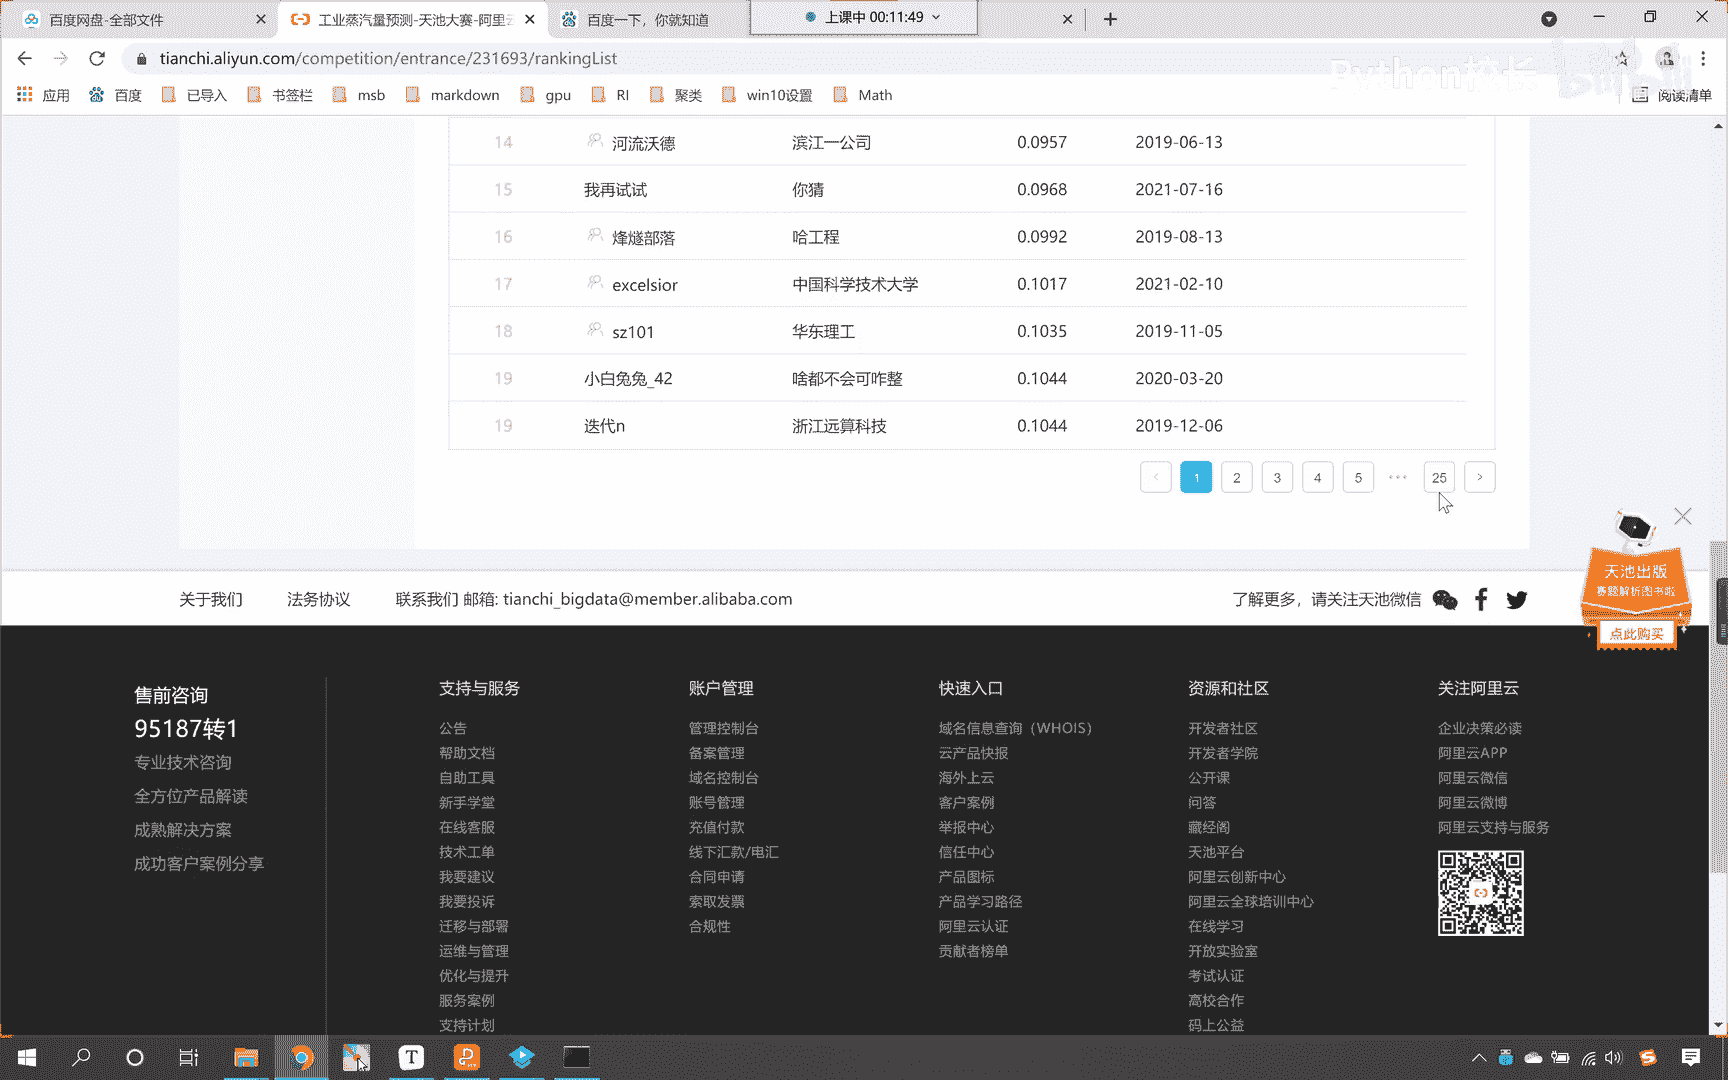 百度网盘-全部文件
工业蒸汽量预测-天池大赛-阿里云
百度一下，你就知道
上课中 00:11:49
tianchi.aliyun.com/competition/entrance/231693/rankingList
Python校长
bilibili
应用 百度 已导入 书签栏 msb markdown gpu RI 聚类 win10设置 Math 阅读清单
14 河流沃德 滨江一公司 0.0957 2019-06-13
15 我再试试 你猜 0.0968 2021-07-16
16 烽燧部落 哈工程 0.0992 2019-08-13
17 excelsior 中国科学技术大学 0.1017 2021-02-10
18 sz101 华东理工 0.1035 2019-11-05
19 小白兔兔_42 啥都不会可咋整 0.1044 2020-03-20
19 迭代n 浙江远算科技 0.1044 2019-12-06
< 1 2 3 4 5 ··· 25 >
天池出版
赛题解析图书啦
点此购买
关于我们 法务协议 联系我们 邮箱: tianchi_bigdata@member.alibaba.com 了解更多，请关注天池微信
售前咨询
95187转1
专业技术咨询
全方位产品解读
成熟解决方案
成功客户案例分享
支持与服务
公告
帮助文档
自助工具
新手学堂
在线客服
技术工单
我要建议
我要投诉
迁移与部署
运维与管理
优化与提升
服务案例
支持计划
账户管理
管理控制台
备案管理
域名控制台
账号管理
充值付款
线下汇款/电汇
合同申请
索取发票
合规性
快速入口
域名信息查询（WHOIS）
云产品快报
海外上云
客户案例
举报中心
信任中心
产品图标
产品学习路径
阿里云认证
贡献者榜单
资源和社区
开发者社区
开发者学院
公开课
问答
藏经阁
天池平台
阿里云创新中心
阿里云全球培训中心
在线学习
开放实验室
考试认证
高校合作
码上公益
关注阿里云
企业决策必读
阿里云APP
阿里云微信
阿里云微博
阿里云支持与服务